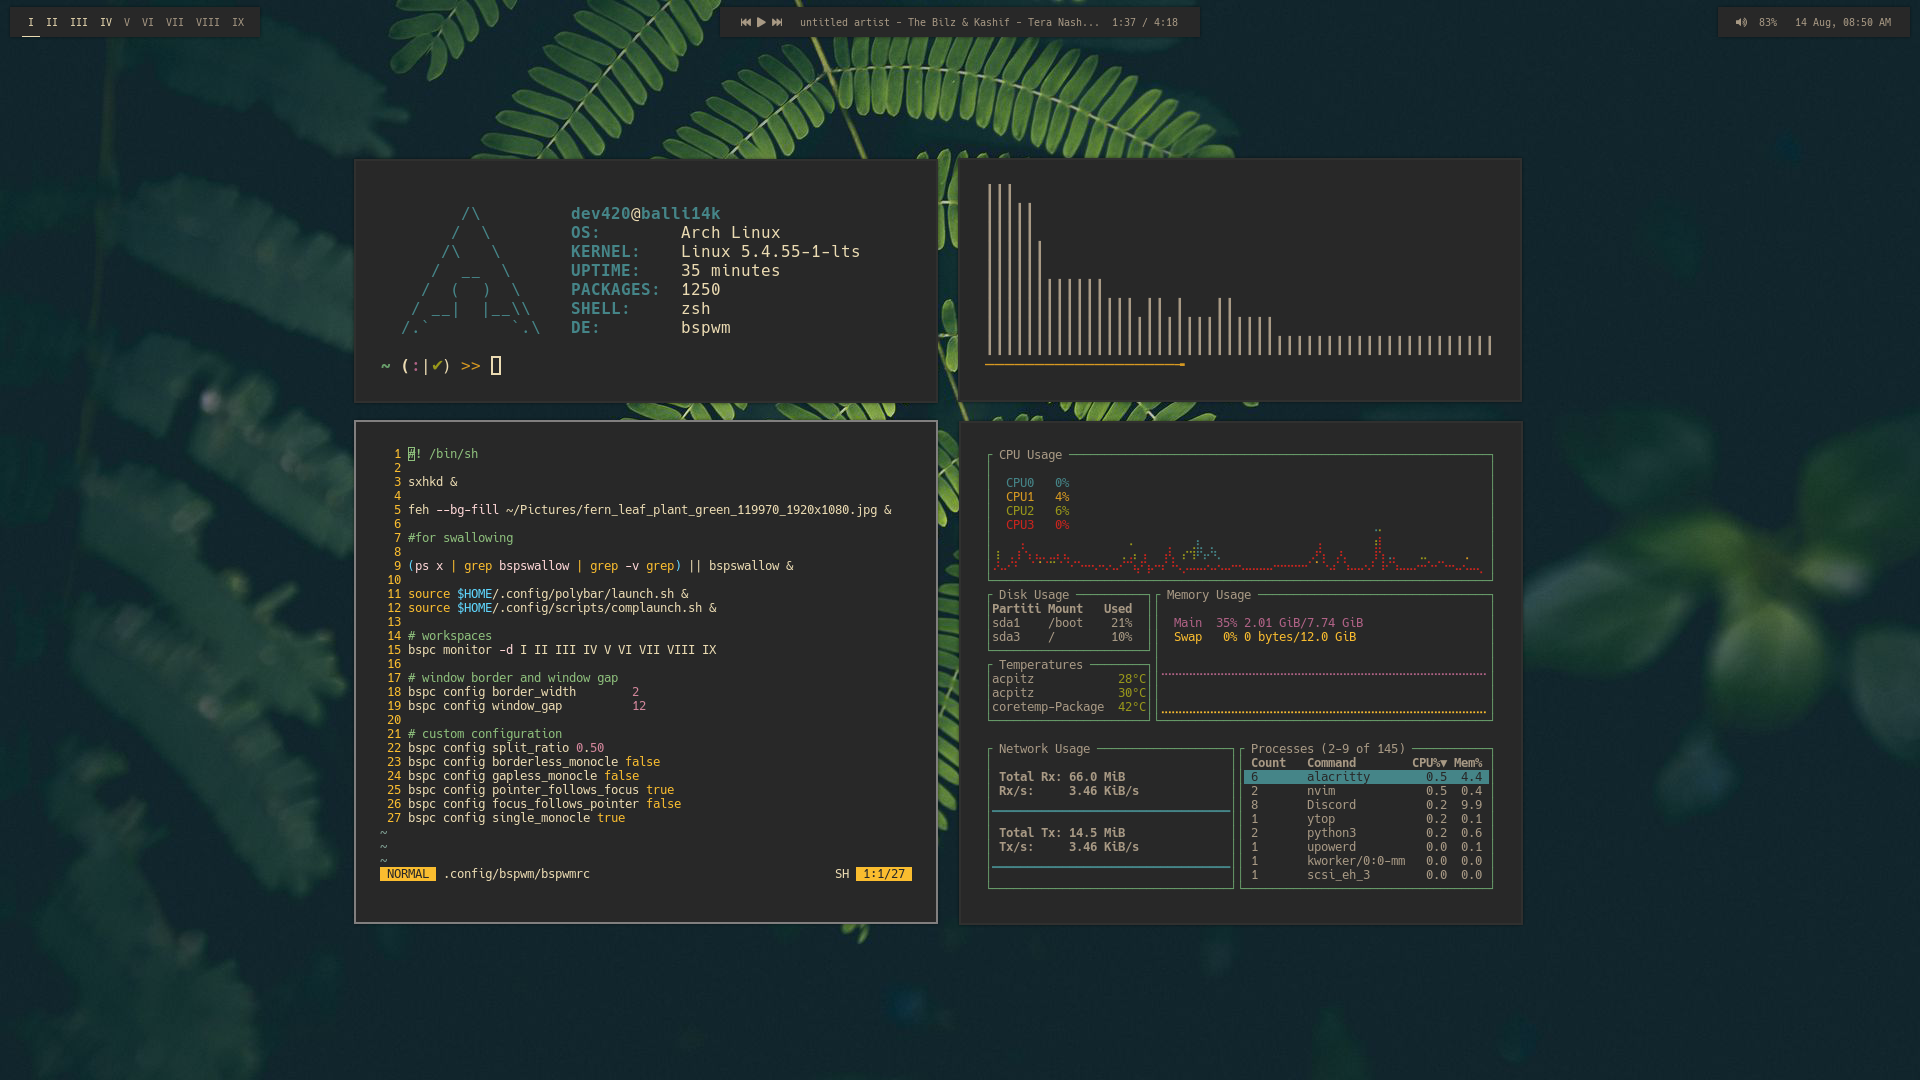 I II III IV V VI VII VIII IX
untitled artist - The Bilz & Kashif - Tera Nash... 1:37 / 4:18
83% 14 Aug, 08:50 AM
dev420@balli14k
OS: Arch Linux
KERNEL: Linux 5.4.55-1-lts
UPTIME: 35 minutes
PACKAGES: 1250
SHELL: zsh
DE: bspwm
~ (:|✔) >>
1 #! /bin/sh
2
3 sxhkd &
4
5 feh --bg-fill ~/Pictures/fern_leaf_plant_green_119970_1920x1080.jpg &
6
7 #for swallowing
8
9 (ps x | grep bspswallow | grep -v grep) || bspswallow &
10
11 source $HOME/.config/polybar/launch.sh &
12 source $HOME/.config/scripts/complaunch.sh &
13
14 # workspaces
15 bspc monitor -d I II III IV V VI VII VIII IX
16
17 # window border and window gap
18 bspc config border_width 2
19 bspc config window_gap 12
20
21 # custom configuration
22 bspc config split_ratio 0.50
23 bspc config borderless_monocle false
24 bspc config gapless_monocle false
25 bspc config pointer_follows_focus true
26 bspc config focus_follows_pointer false
27 bspc config single_monocle true
~
~
~
NORMAL .config/bspwm/bspwmrc SH 1:1/27
CPU Usage
CPU0 0%
CPU1 4%
CPU2 6%
CPU3 0%
Disk Usage
Partiti Mount Used
sda1 /boot 21%
sda3 / 10%
Memory Usage
Main 35% 2.01 GiB/7.74 GiB
Swap 0% 0 bytes/12.0 GiB
Temperatures
acpitz 28°C
acpitz 30°C
coretemp-Package 42°C
Network Usage
Total Rx: 66.0 MiB
Rx/s: 3.46 KiB/s
Total Tx: 14.5 MiB
Tx/s: 3.46 KiB/s
Processes (2-9 of 145)
Count Command CPU%▼ Mem%
6 alacritty 0.5 4.4
2 nvim 0.5 0.4
8 Discord 0.2 9.9
1 ytop 0.2 0.1
2 python3 0.2 0.6
1 upowerd 0.0 0.1
1 kworker/0:0-mm 0.0 0.0
1 scsi_eh_3 0.0 0.0